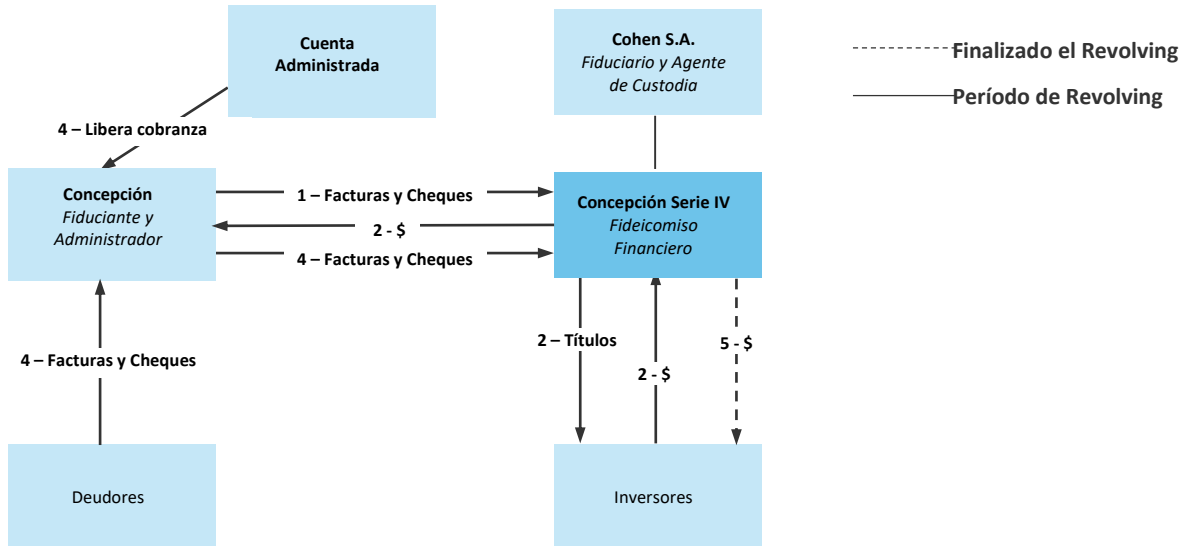 Cuenta
Administrada
Cohen S.A.
Fiduciario y Agente
de Custodia
Finalizado el Revolving
Período de Revolving
4 – Libera cobranza
Concepción
Fiduciante y
Administrador
1 – Facturas y Cheques
2 - $
4 – Facturas y Cheques
Concepción Serie IV
Fideicomiso
Financiero
4 – Facturas y Cheques
2 – Títulos
2 - $
5 - $
Deudores
Inversores